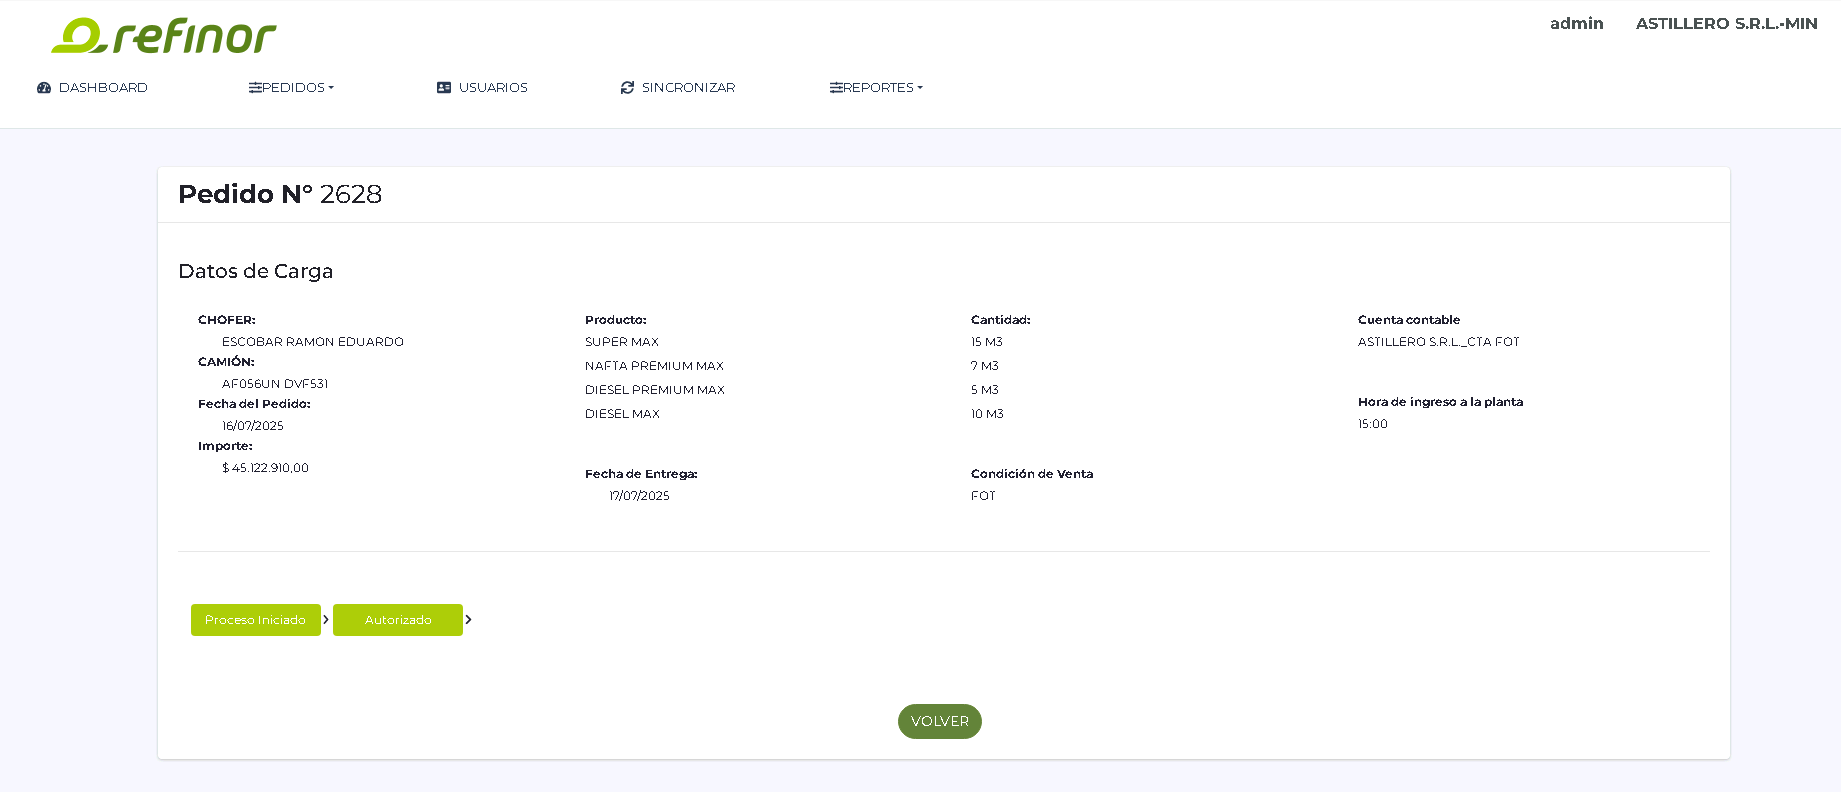 refinor
admin ASTILLERO S.R.L.-MIN
DASHBOARD PEDIDOS USUARIOS SINCRONIZAR REPORTES
Pedido N° 2628
Datos de Carga
CHOFER:
ESCOBAR RAMON EDUARDO
CAMIÓN:
AF056UN DVF531
Fecha del Pedido:
16/07/2025
Importe:
$ 45.122.910,00
Producto:
SUPER MAX
NAFTA PREMIUM MAX
DIESEL PREMIUM MAX
DIESEL MAX
Fecha de Entrega:
17/07/2025
Cantidad:
15 M3
7 M3
5 M3
10 M3
Condición de Venta
FOT
Cuenta contable
ASTILLERO S.R.L._CTA FOT
Hora de ingreso a la planta
15:00
Proceso Iniciado Autorizado
VOLVER